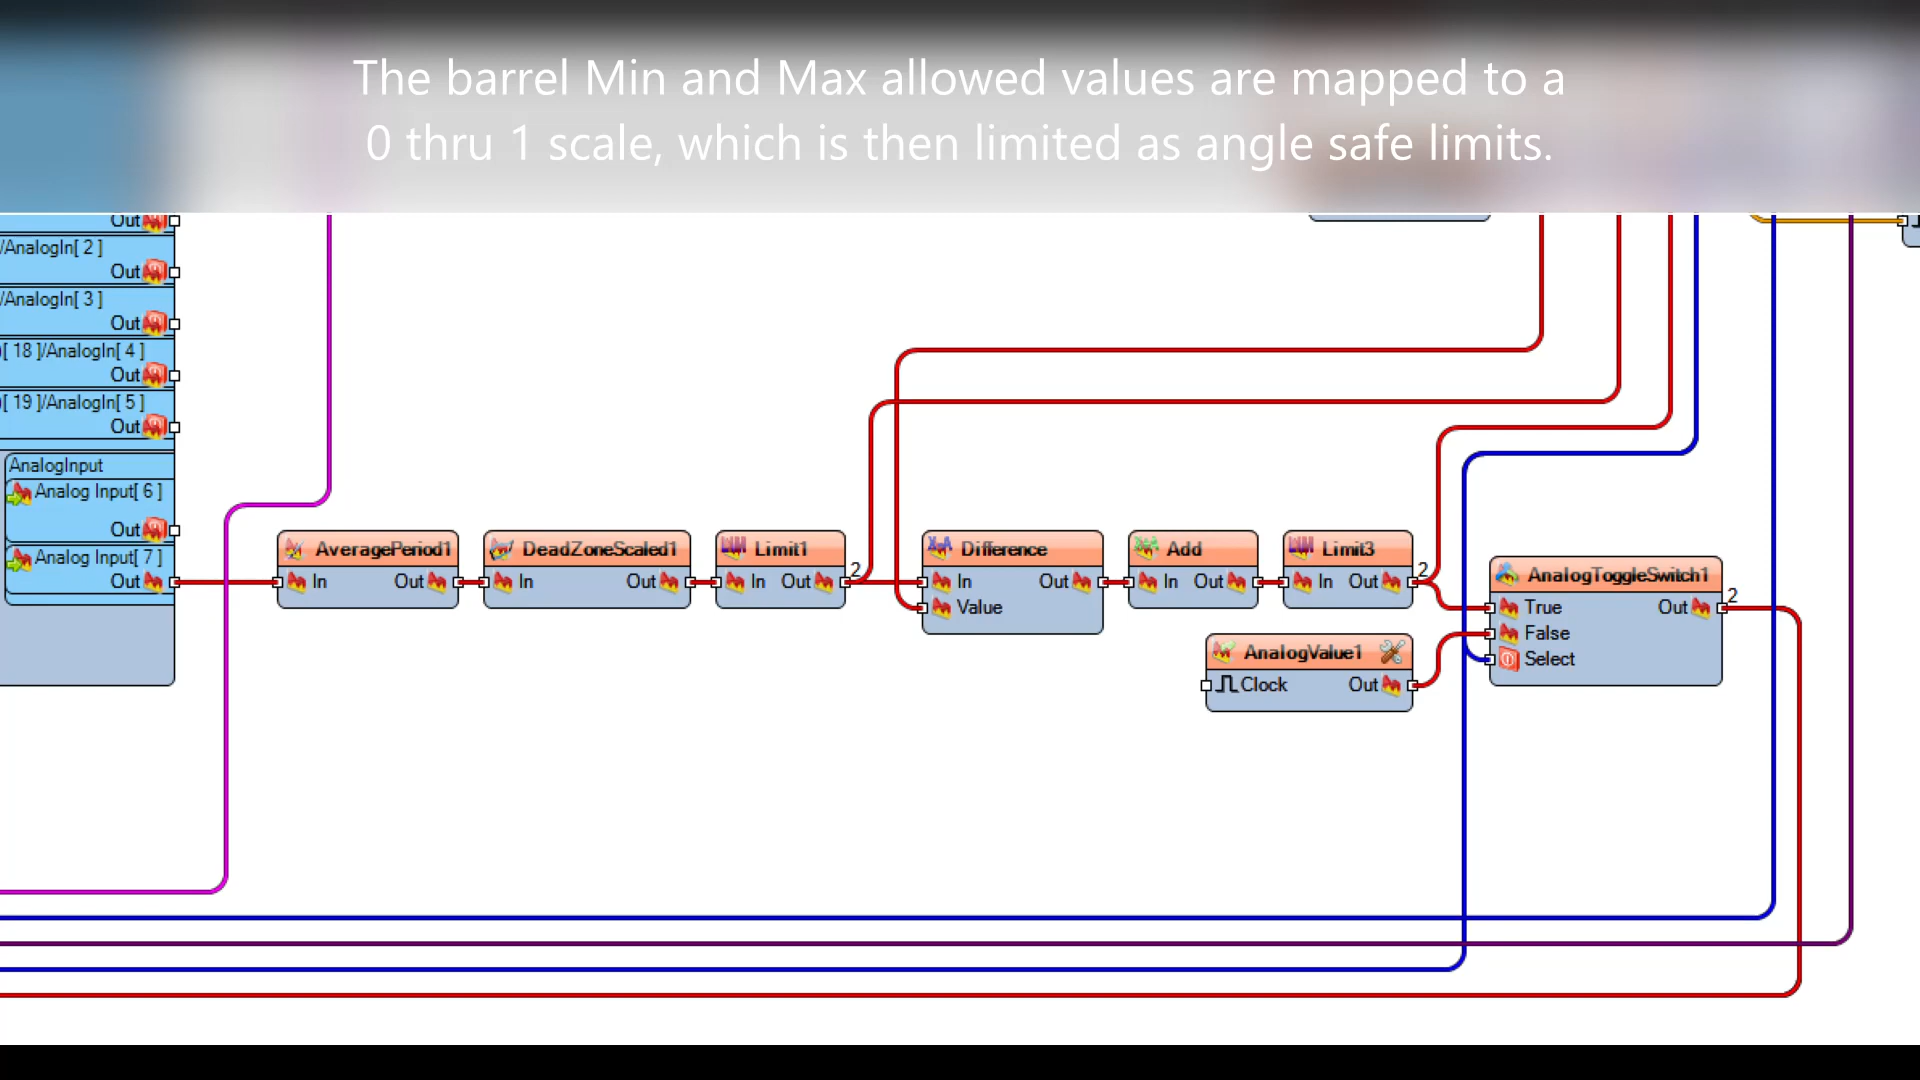 The barrel Min and Max allowed values are mapped to a
0 thru 1 scale, which is then limited as angle safe limits.
Out
/AnalogIn[ 2 ]
Out
/AnalogIn[ 3 ]
Out
[ 18 ]/AnalogIn[ 4 ]
Out
[ 19 ]/AnalogIn[ 5 ]
Out
AnalogInput
Analog Input[ 6 ]
Out
Analog Input[ 7 ]
Out
AveragePeriod1
In Out
DeadZoneScaled1
In Out
Limit1
In Out
2
Difference
In Out
Value
Add
In Out
Limit3
In Out
2
AnalogValue1
Clock Out
AnalogToggleSwitch1
True Out
False
Select
2